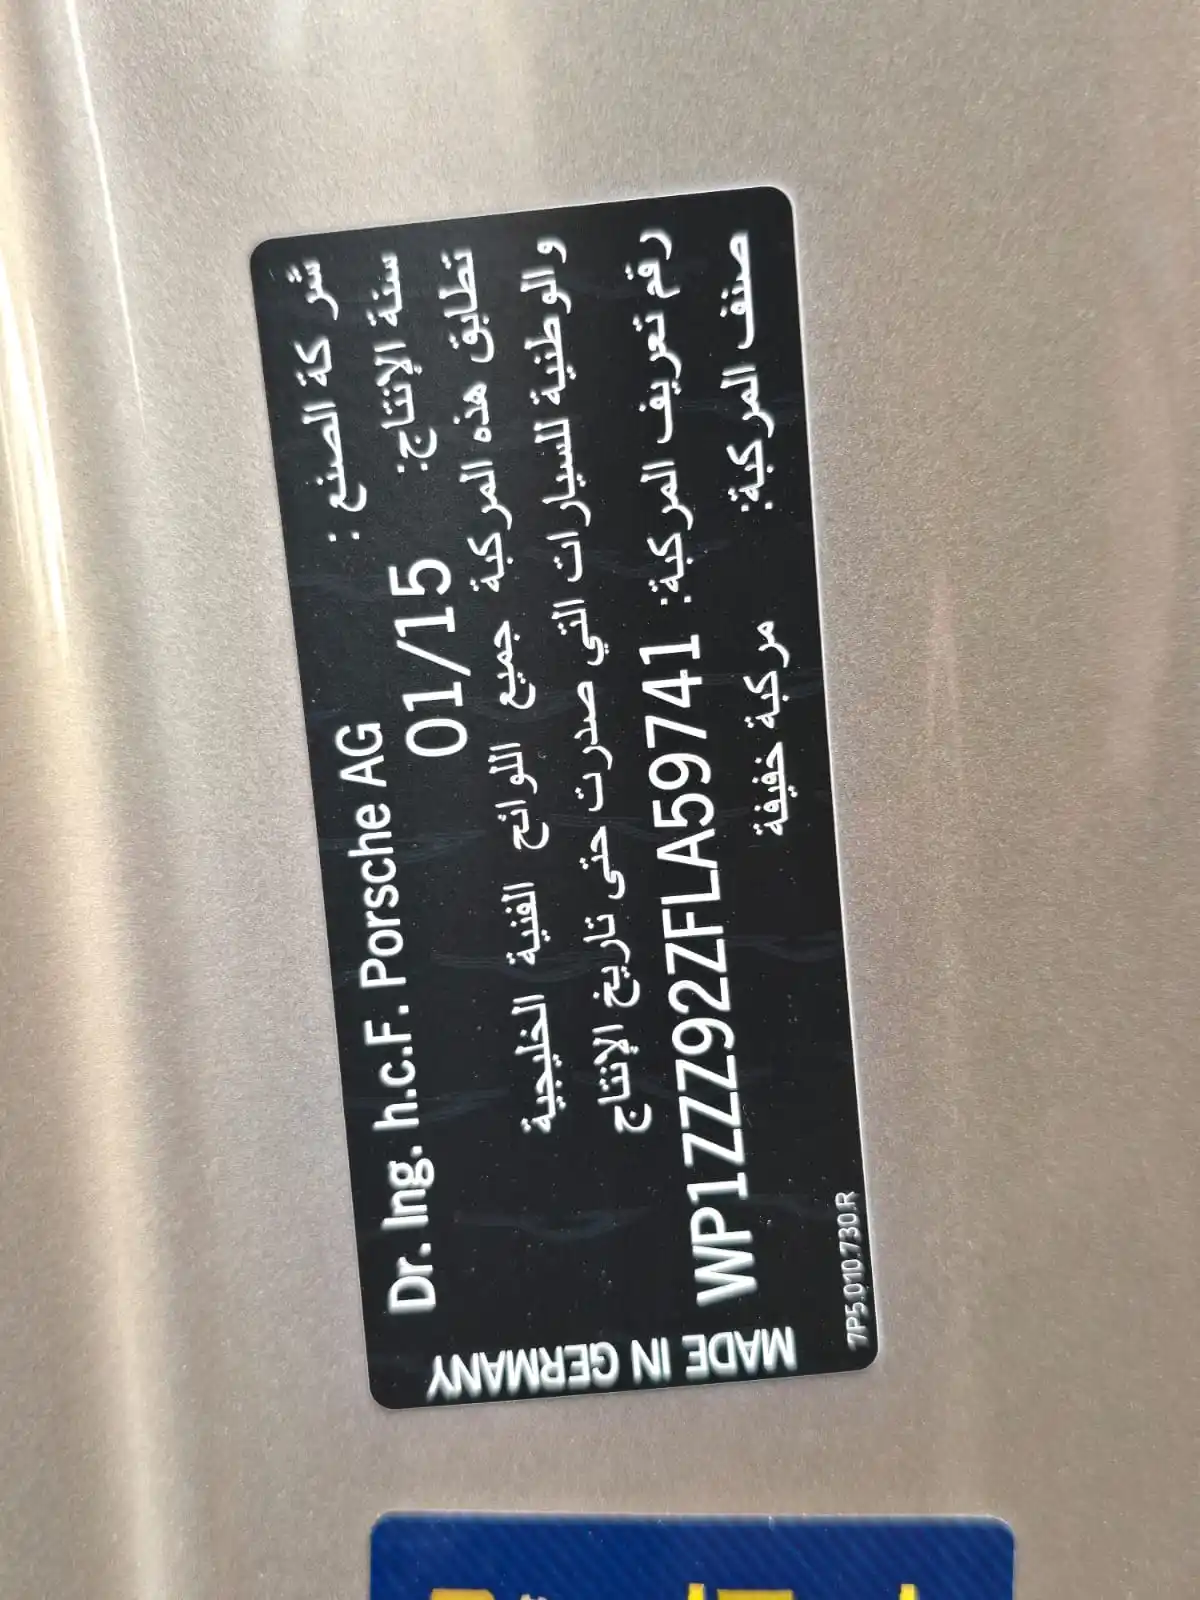 شركة الصنع : Dr. Ing. h.c.F. Porsche AG
سنة الإنتاج: 01/15
تطابق هذه المركبة جميع اللوائح الفنية الخليجية
و الوطنية للسيارات التي صدرت حتى تاريخ الإنتاج
رقم تعريف المركبة: WP1ZZZ92ZFLA59741
صنف المركبة: مركبة خفيفة
7P5.010.730.R
MADE IN GERMANY